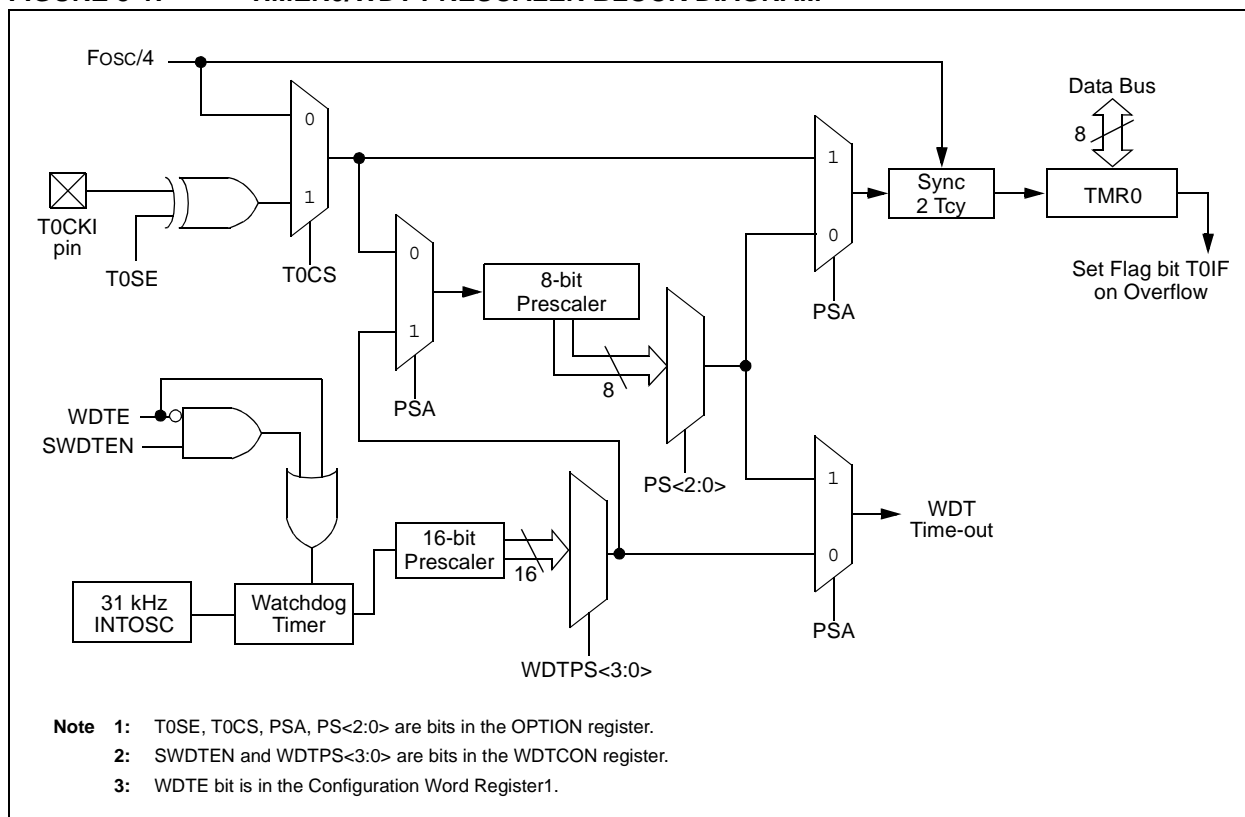 FOSC/4
Data Bus
8
0
1
1
0
T0CKI
pin
T0SE
T0CS
Sync
2 Tcy
TMR0
Set Flag bit T0IF
on Overflow
PSA
0
1
8-bit
Prescaler
8
PSA
PS<2:0>
WDTE
SWDTEN
1
0
WDT
Time-out
PSA
16-bit
Prescaler
16
31 kHz
INTOSC
Watchdog
Timer
WDTPS<3:0>
Note 1: T0SE, T0CS, PSA, PS<2:0> are bits in the OPTION register.
2: SWDTEN and WDTPS<3:0> are bits in the WDTCON register.
3: WDTE bit is in the Configuration Word Register1.